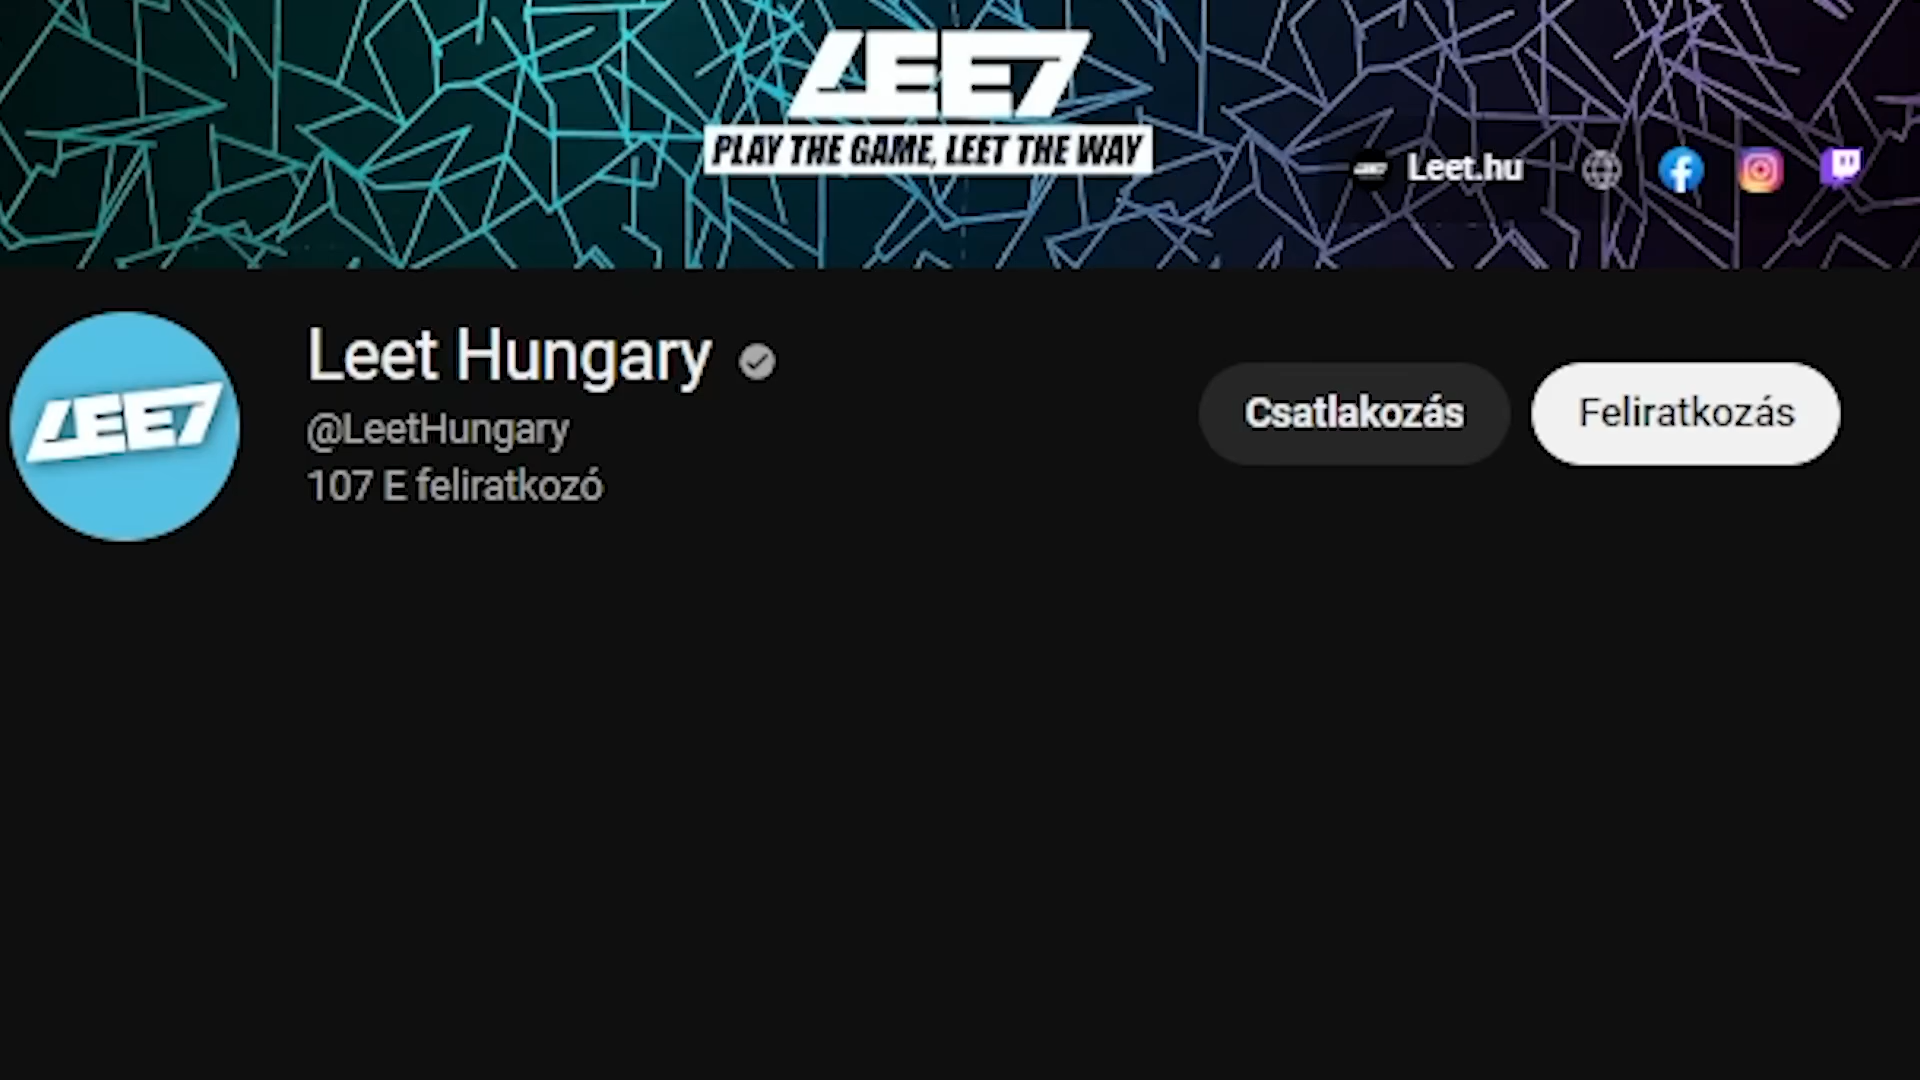 LEET
PLAY THE GAME, LEET THE WAY
Leet.hu
LEET
Leet Hungary
@LeetHungary
107 E feliratkozó
Csatlakozás
Feliratkozás